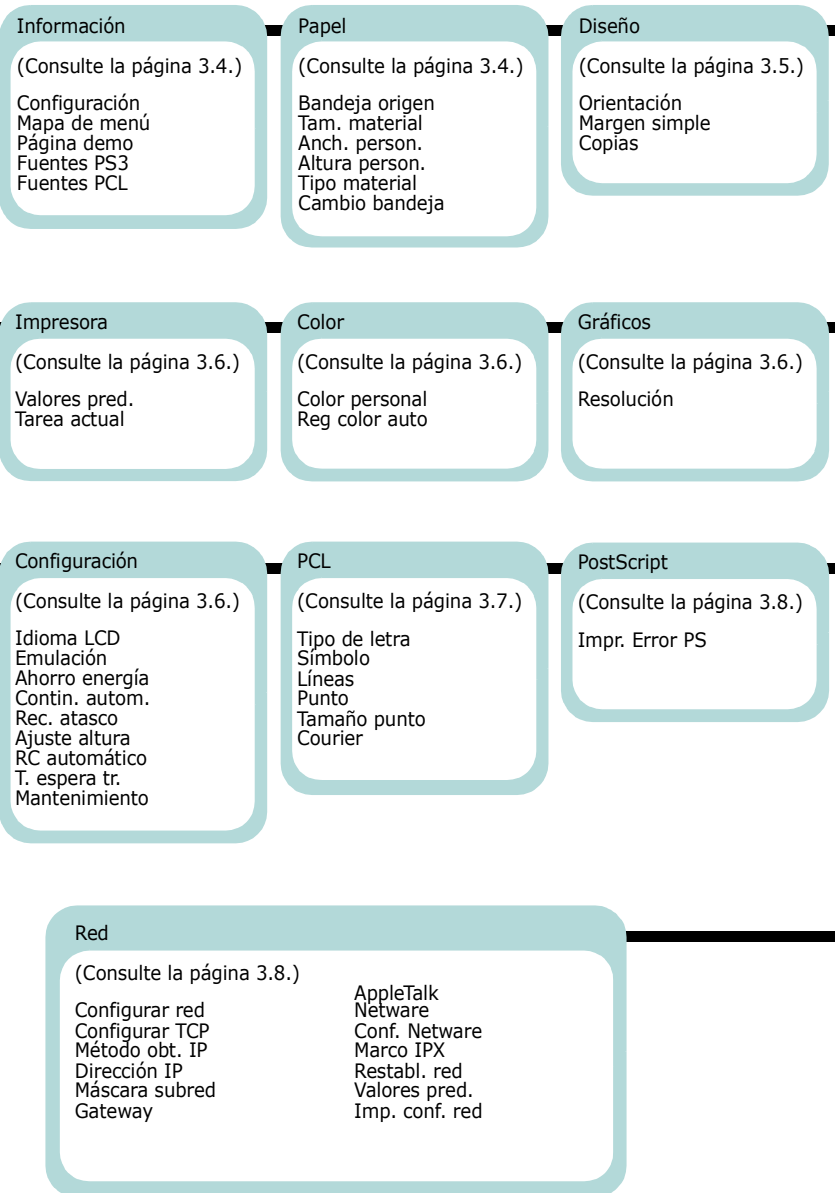 Información
(Consulte la página 3.4.)
Configuración
Mapa de menú
Página demo
Fuentes PS3
Fuentes PCL
Papel
(Consulte la página 3.4.)
Bandeja origen
Tam. material
Anch. person.
Altura person.
Tipo material
Cambio bandeja
Diseño
(Consulte la página 3.5.)
Orientación
Margen simple
Copias
Impresora
(Consulte la página 3.6.)
Valores pred.
Tarea actual
Color
(Consulte la página 3.6.)
Color personal
Reg color auto
Gráficos
(Consulte la página 3.6.)
Resolución
Configuración
(Consulte la página 3.6.)
Idioma LCD
Emulación
Ahorro energía
Contin. autom.
Rec. atasco
Ajuste altura
RC automático
T. espera tr.
Mantenimiento
PCL
(Consulte la página 3.7.)
Tipo de letra
Símbolo
Líneas
Punto
Tamaño punto
Courier
PostScript
(Consulte la página 3.8.)
Impr. Error PS
Red
(Consulte la página 3.8.)
Configurar red
Configurar TCP
Método obt. IP
Dirección IP
Máscara subred
Gateway
AppleTalk
Netware
Conf. Netware
Marco IPX
Restabl. red
Valores pred.
Imp. conf. red